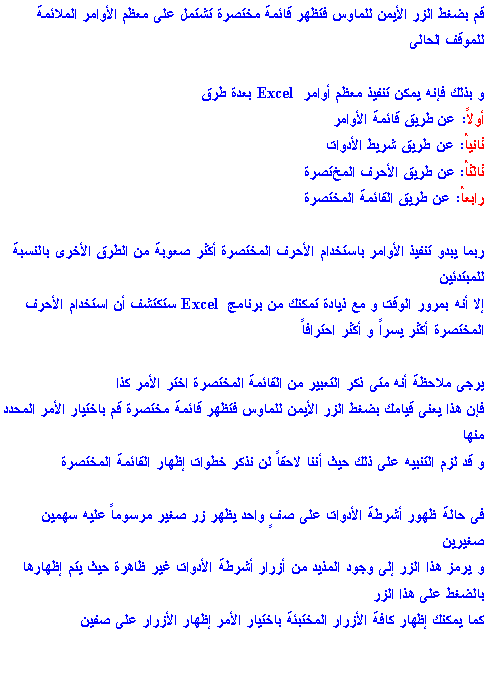 قم بضغط الزر الأيمن للماوس فتظهر قائمة مختصرة تشتمل على معظم الأوامر الملائمة
للموقف الحالى
و بذلك فإنه يمكن تنفيذ معظم أوامر Excel بعدة طرق
أولاً: عن طريق قائمة الأوامر
ثانياً: عن طريق شريط الأدوات
ثالثاً: عن طريق الأحرف المختصرة
رابعاً: عن طريق القائمة المختصرة
ربما يبدو تنفيذ الأوامر باستخدام الأحرف المختصرة أكثر صعوبة من الطرق الأخرى بالنسبة
للمبتدئين
إلا أنه بمرور الوقت و مع ذيادة تمكنك من برنامج Excel ستكتشف أن استخدام الأحرف
المختصرة أكثر يسراً و أكثر احترافاً
يرجى ملاحظة أنه متى ذكر التعبير من القائمة المختصرة اختر الأمر كذا
فإن هذا يعنى قيامك بضغط الزر الأيمن للماوس فتظهر قائمة مختصرة قم باختيار الأمر المحدد
منها
و قد لزم التنبيه على ذلك حيث أننا لاحقاً لن نذكر خطوات إظهار القائمة المختصرة
فى حالة ظهور أشرطة الأدوات على صفٍ واحد يظهر زر صغير مرسوماً عليه سهمين
صغيرين
و يرمز هذا الزر إلى وجود المذيد من أزرار أشرطة الأدوات غير ظاهرة حيث يتم إظهارها
بالضغط على هذا الزر
كما يمكنك إظهار كافة الأزرار المختبئة باختيار الأمر إظهار الأزرار على صفين